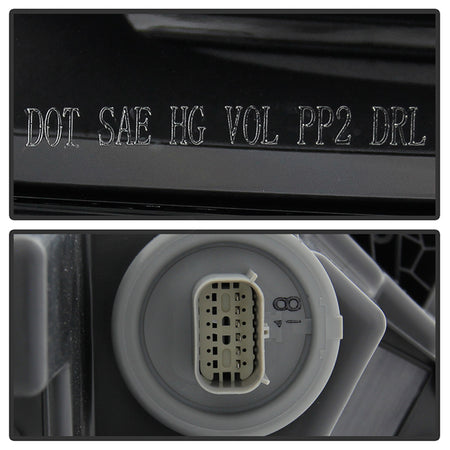 DOT SAE HG VOL PP2 DRL